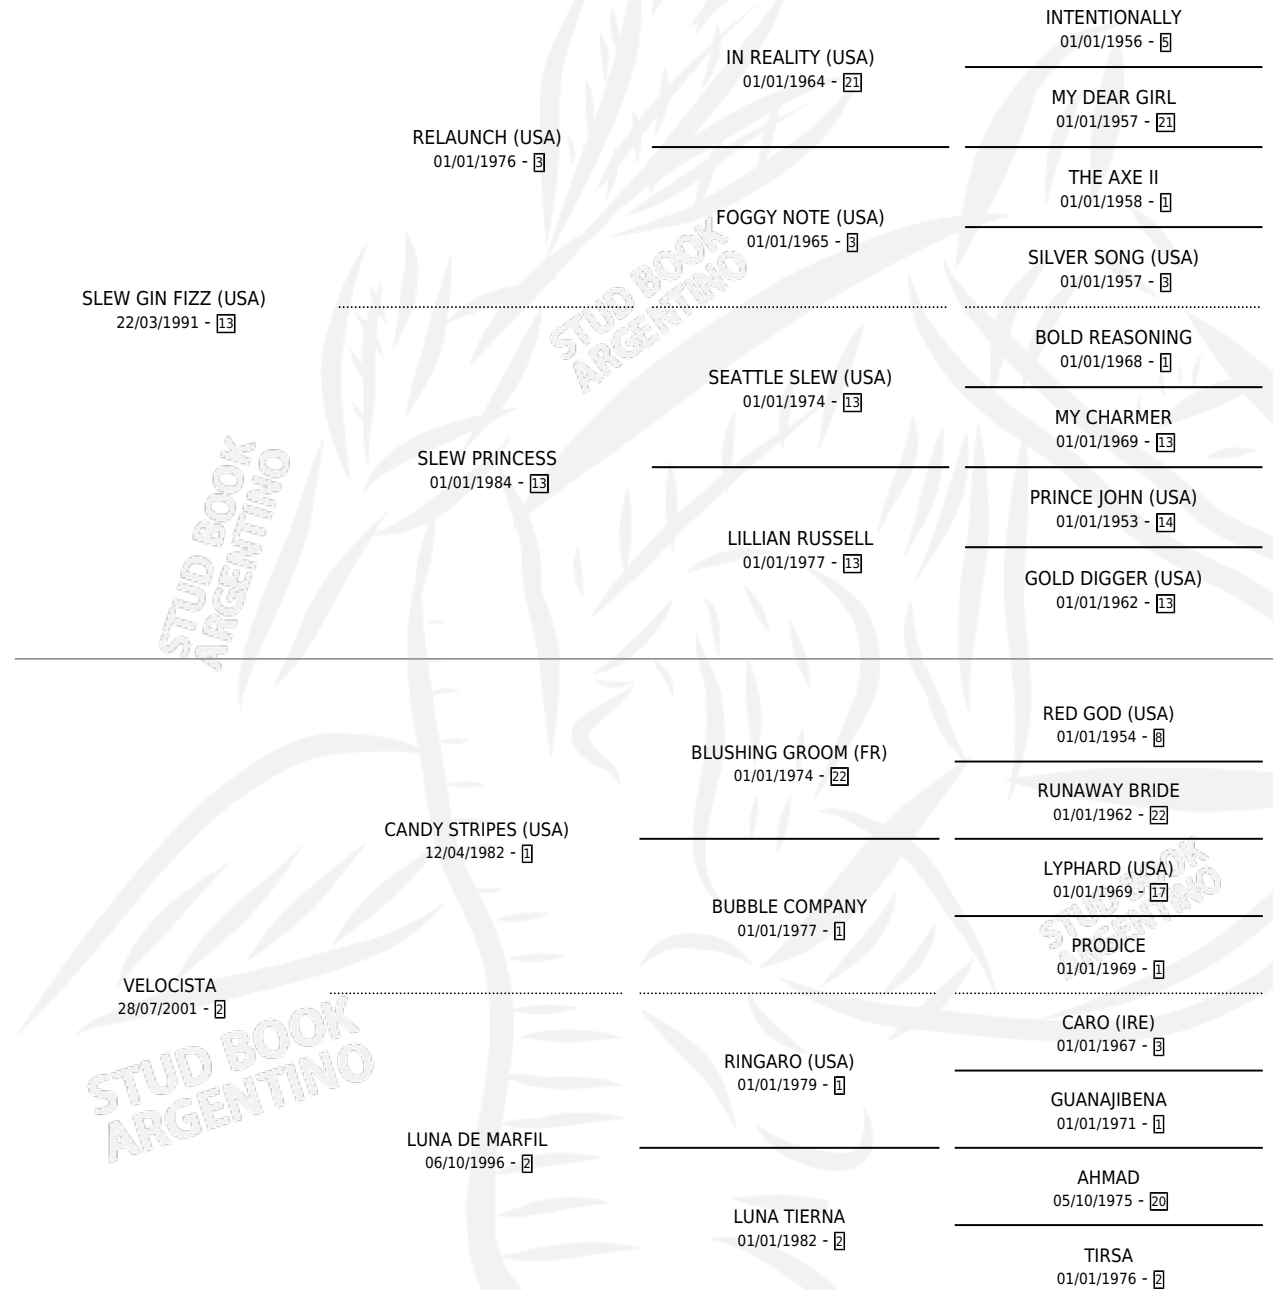 INTENTIONALLY
01/01/1956 - 5
IN REALITY (USA)
01/01/1964 - 21
MY DEAR GIRL
01/01/1957 - 21
RELAUNCH (USA)
01/01/1976 - 3
THE AXE II
01/01/1958 - 1
FOGGY NOTE (USA)
01/01/1965 - 3
SILVER SONG (USA)
01/01/1957 - 3
SLEW GIN FIZZ (USA)
22/03/1991 - 13
BOLD REASONING
01/01/1968 - 1
SEATTLE SLEW (USA)
01/01/1974 - 13
MY CHARMER
01/01/1969 - 13
SLEW PRINCESS
01/01/1984 - 13
PRINCE JOHN (USA)
01/01/1953 - 14
LILLIAN RUSSELL
01/01/1977 - 13
GOLD DIGGER (USA)
01/01/1962 - 13
RED GOD (USA)
01/01/1954 - 8
BLUSHING GROOM (FR)
01/01/1974 - 22
RUNAWAY BRIDE
01/01/1962 - 22
CANDY STRIPES (USA)
12/04/1982 - 1
LYPHARD (USA)
01/01/1969 - 17
BUBBLE COMPANY
01/01/1977 - 1
PRODICE
01/01/1969 - 1
VELOCISTA
28/07/2001 - 2
CARO (IRE)
01/01/1967 - 3
RINGARO (USA)
01/01/1979 - 1
GUANAJIBENA
01/01/1971 - 1
LUNA DE MARFIL
06/10/1996 - 2
AHMAD
05/10/1975 - 20
LUNA TIERNA
01/01/1982 - 2
TIRSA
01/01/1976 - 2
STUD BOOK
ARGENTINO
STUD BOOK
ARGENTINO
STUD BOOK
ARGENTINO
STUD BOOK
ARGENTINO